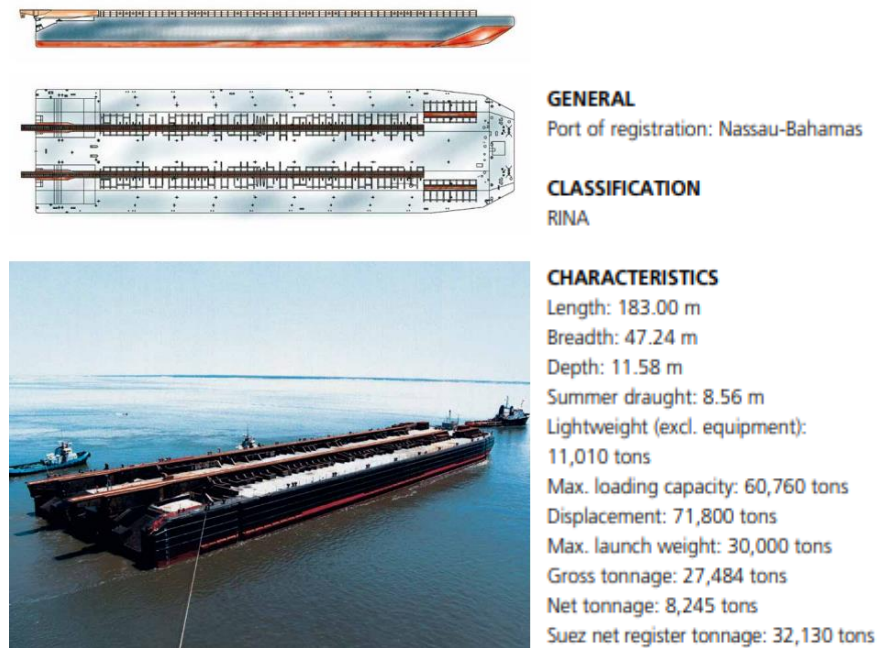 GENERAL
Port of registration: Nassau-Bahamas
CLASSIFICATION
RINA
CHARACTERISTICS
Length: 183.00 m
Breadth: 47.24 m
Depth: 11.58 m
Summer draught: 8.56 m
Lightweight (excl. equipment):
11,010 tons
Max. loading capacity: 60,760 tons
Displacement: 71,800 tons
Max. launch weight: 30,000 tons
Gross tonnage: 27,484 tons
Net tonnage: 8,245 tons
Suez net register tonnage: 32,130 tons